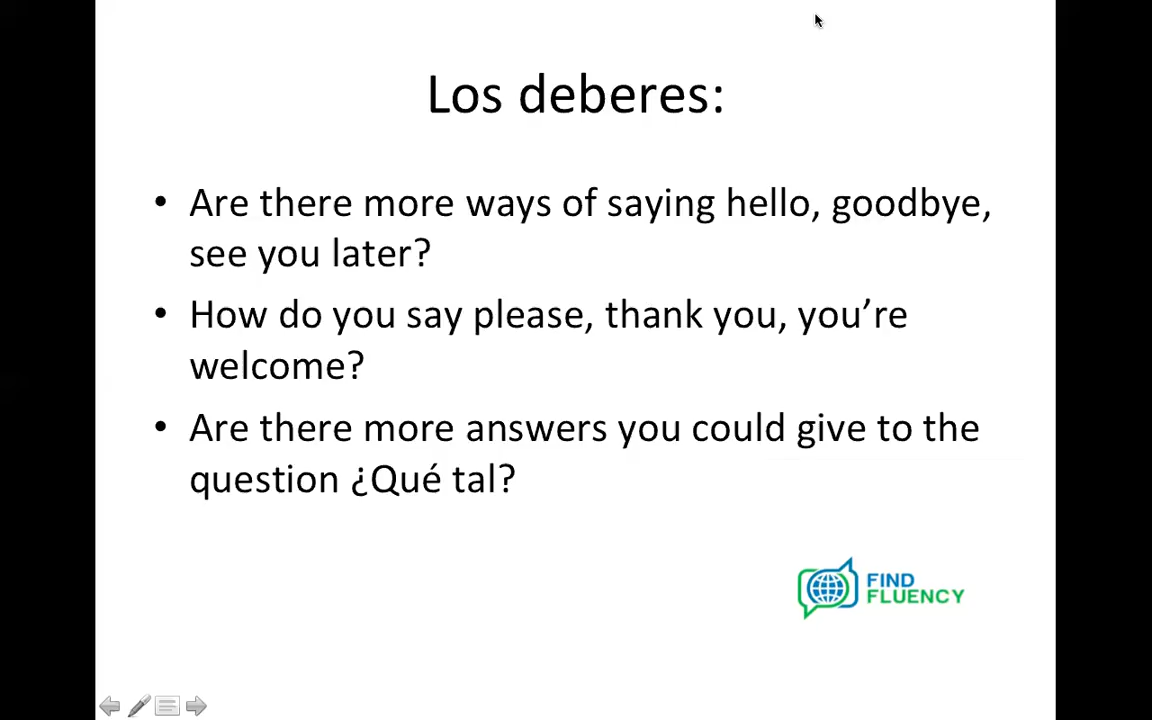 Los deberes:
• Are there more ways of saying hello, goodbye,
see you later?
• How do you say please, thank you, you’re
welcome?
• Are there more answers you could give to the
question ¿Qué tal?
FIND
FLUENCY